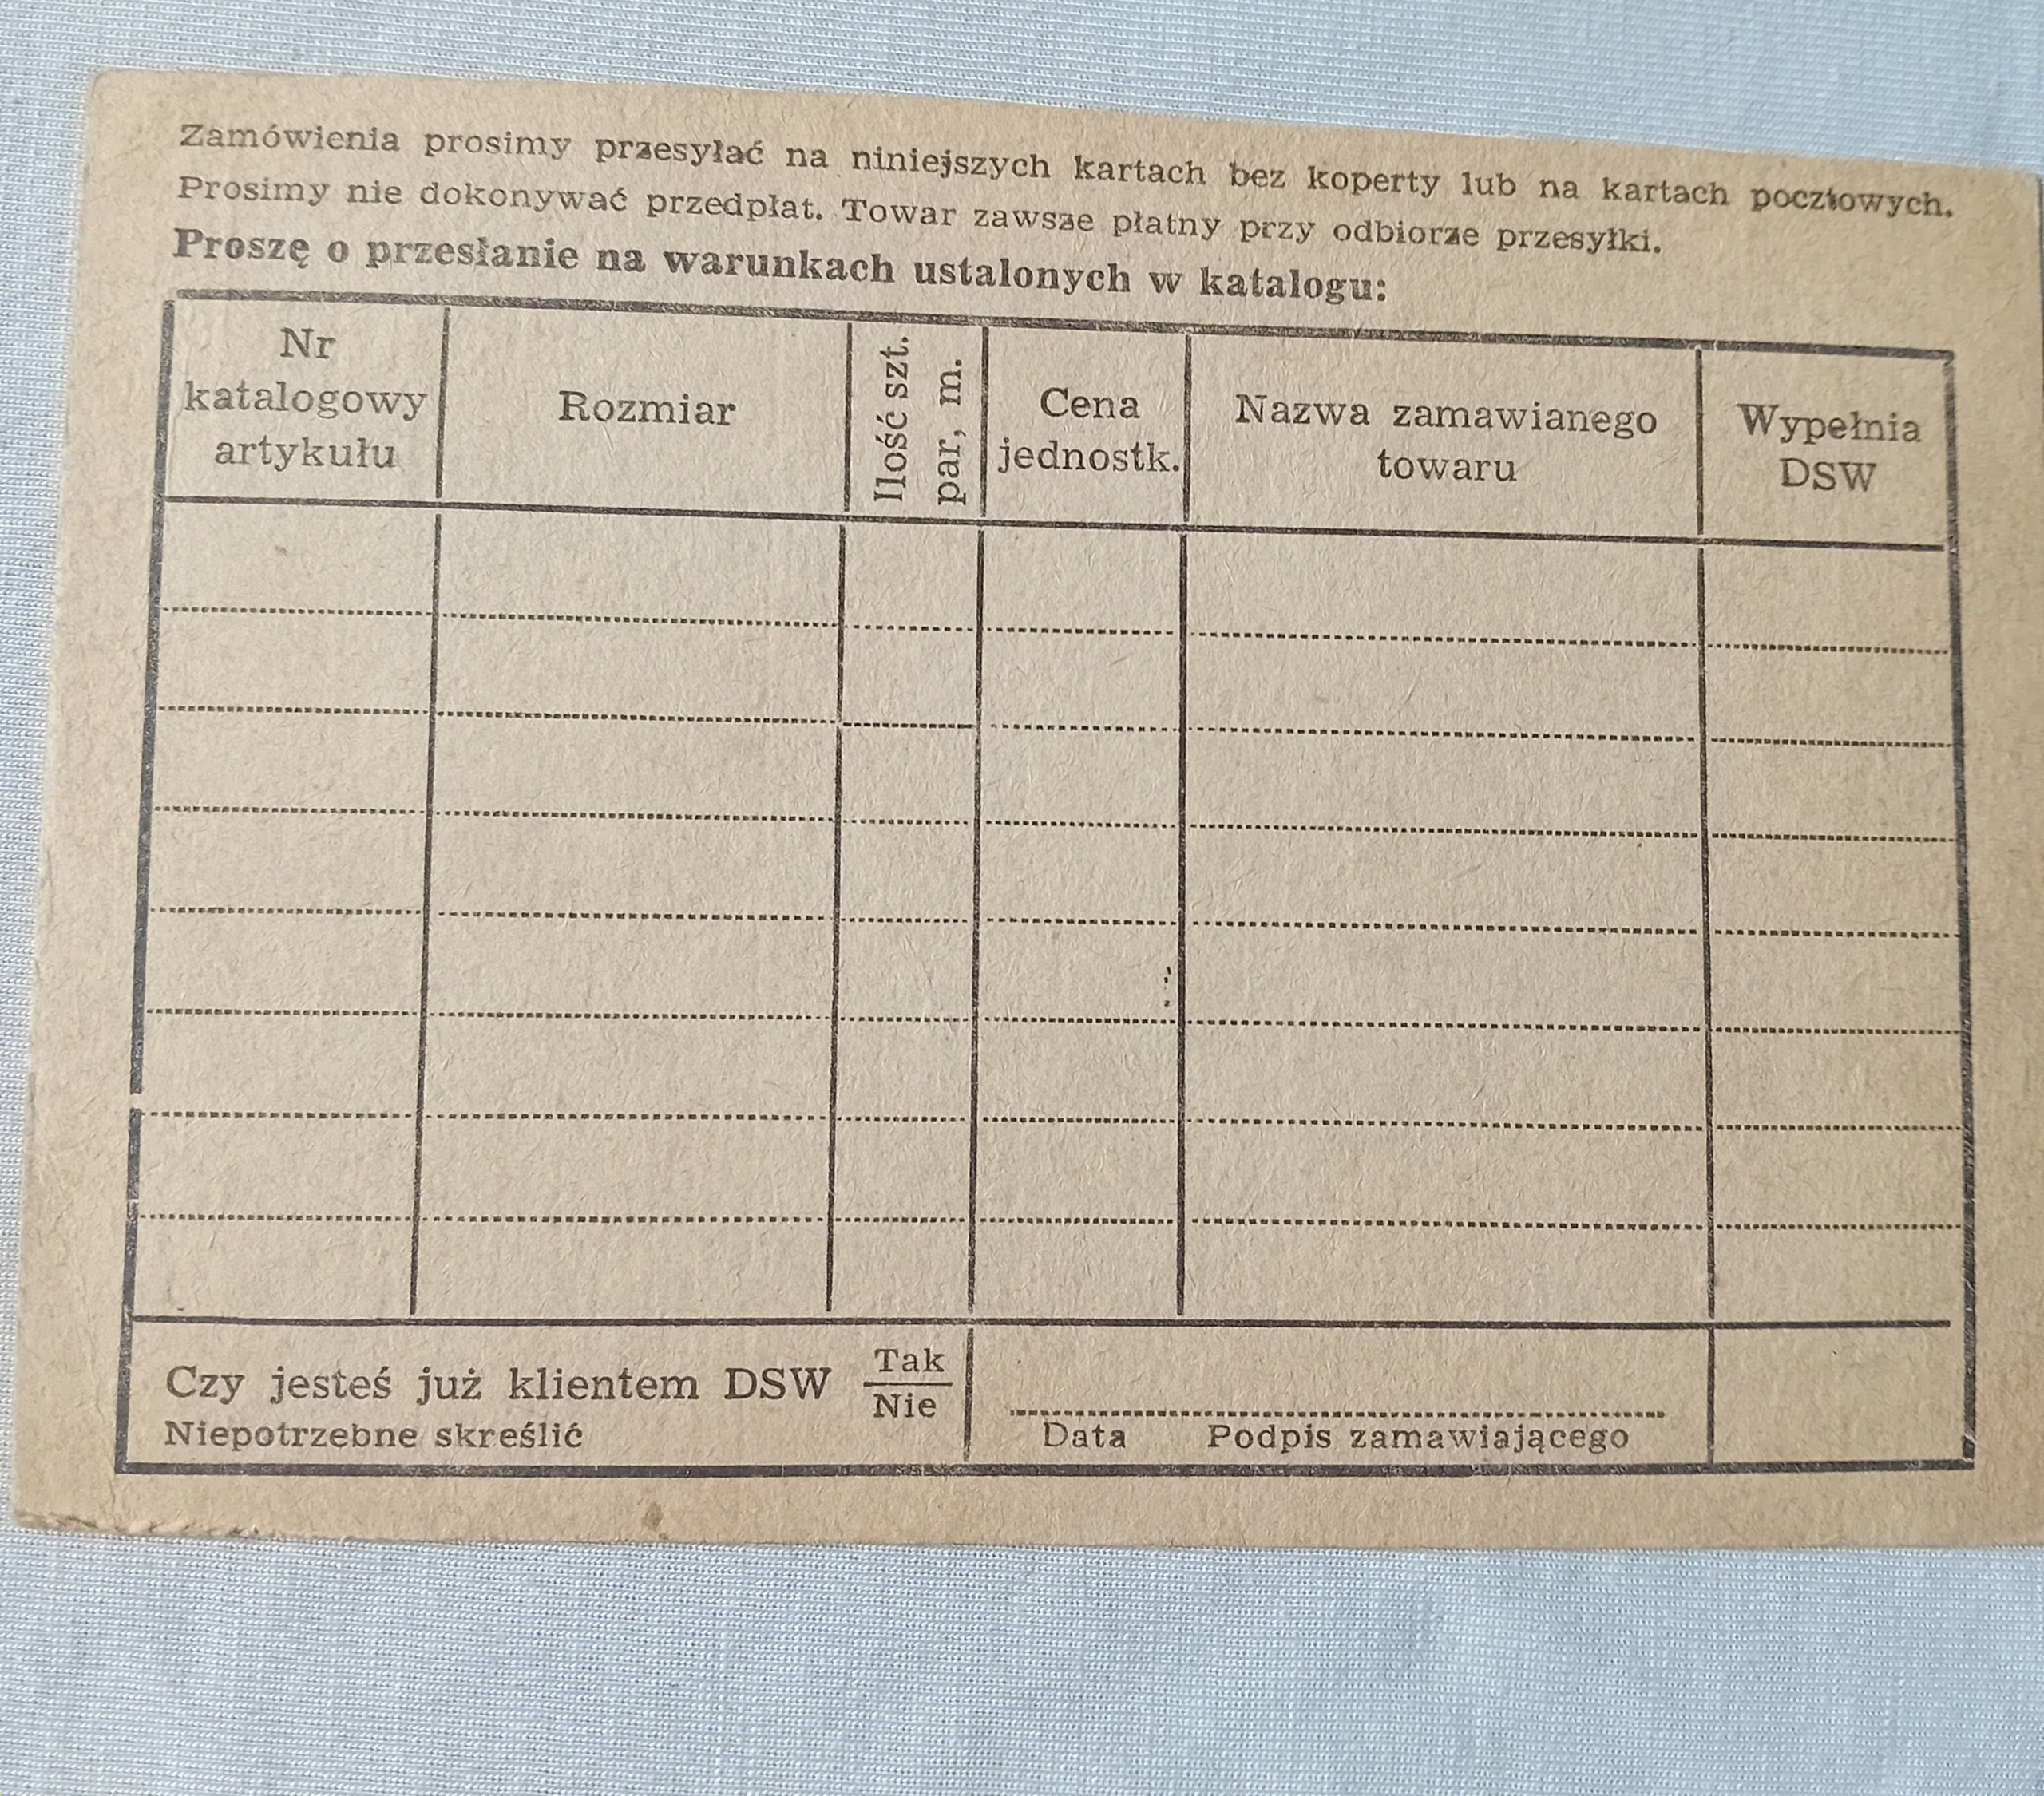 Zamówienia prosimy przesyłać na niniejszych kartach bez koperty lub na kartach pocztowych.
Prosimy nie dokonywać przedpłat. Towar zawsze płatny przy odbiorze przesyłki.
Proszę o przesłanie na warunkach ustalonych w katalogu:
Nr
katalogowy
artykułu
Rozmiar
Ilość szt.
par, m.
Cena
jednostk.
Nazwa zamawianego
towaru
Wypełnia
DSW
Czy jesteś już klientem DSW
Tak
Nie
Niepotrzebne skreślić
Data Podpis zamawiającego